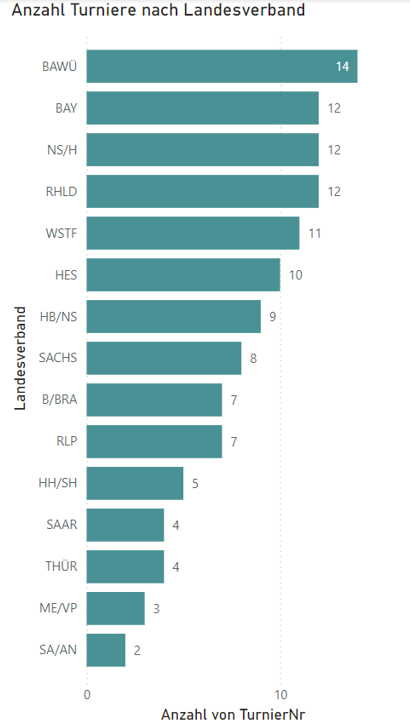 Anzahl Turniere nach Landesverband
BAWÜ 14
BAY 12
NS/H 12
RHLD 12
WSTF 11
HES 10
HB/NS 9
SACHS 8
B/BRA 7
RLP 7
HH/SH 5
SAAR 4
THÜR 4
ME/VP 3
SA/AN 2
Landesverband
0 10
Anzahl von TurnierNr